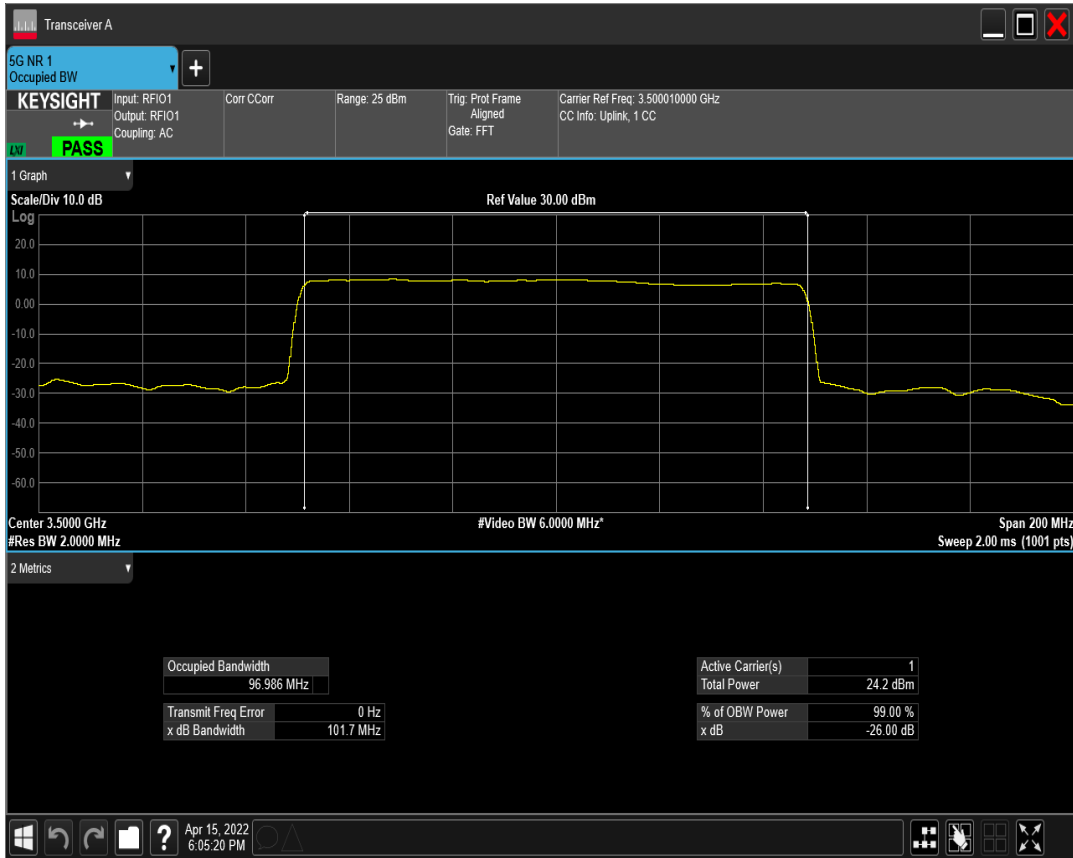 Transceiver A
5G NR 1
Occupied BW
+
KEYSIGHT
LXI
PASS
Input: RFIO1
Output: RFIO1
Coupling: AC
Corr CCorr
Range: 25 dBm
Trig: Prot Frame
Aligned
Gate: FFT
Carrier Ref Freq: 3.500010000 GHz
CC Info: Uplink, 1 CC
1 Graph
Scale/Div 10.0 dB
Ref Value 30.00 dBm
Log
20.0
10.0
0.00
-10.0
-20.0
-30.0
-40.0
-50.0
-60.0
Center 3.5000 GHz
#Video BW 6.0000 MHz*
Span 200 MHz
#Res BW 2.0000 MHz
Sweep 2.00 ms (1001 pts)
2 Metrics
Occupied Bandwidth
96.986 MHz
Transmit Freq Error 0 Hz
x dB Bandwidth 101.7 MHz
Active Carrier(s) 1
Total Power 24.2 dBm
% of OBW Power 99.00 %
x dB -26.00 dB
?
Apr 15, 2022
6:05:20 PM